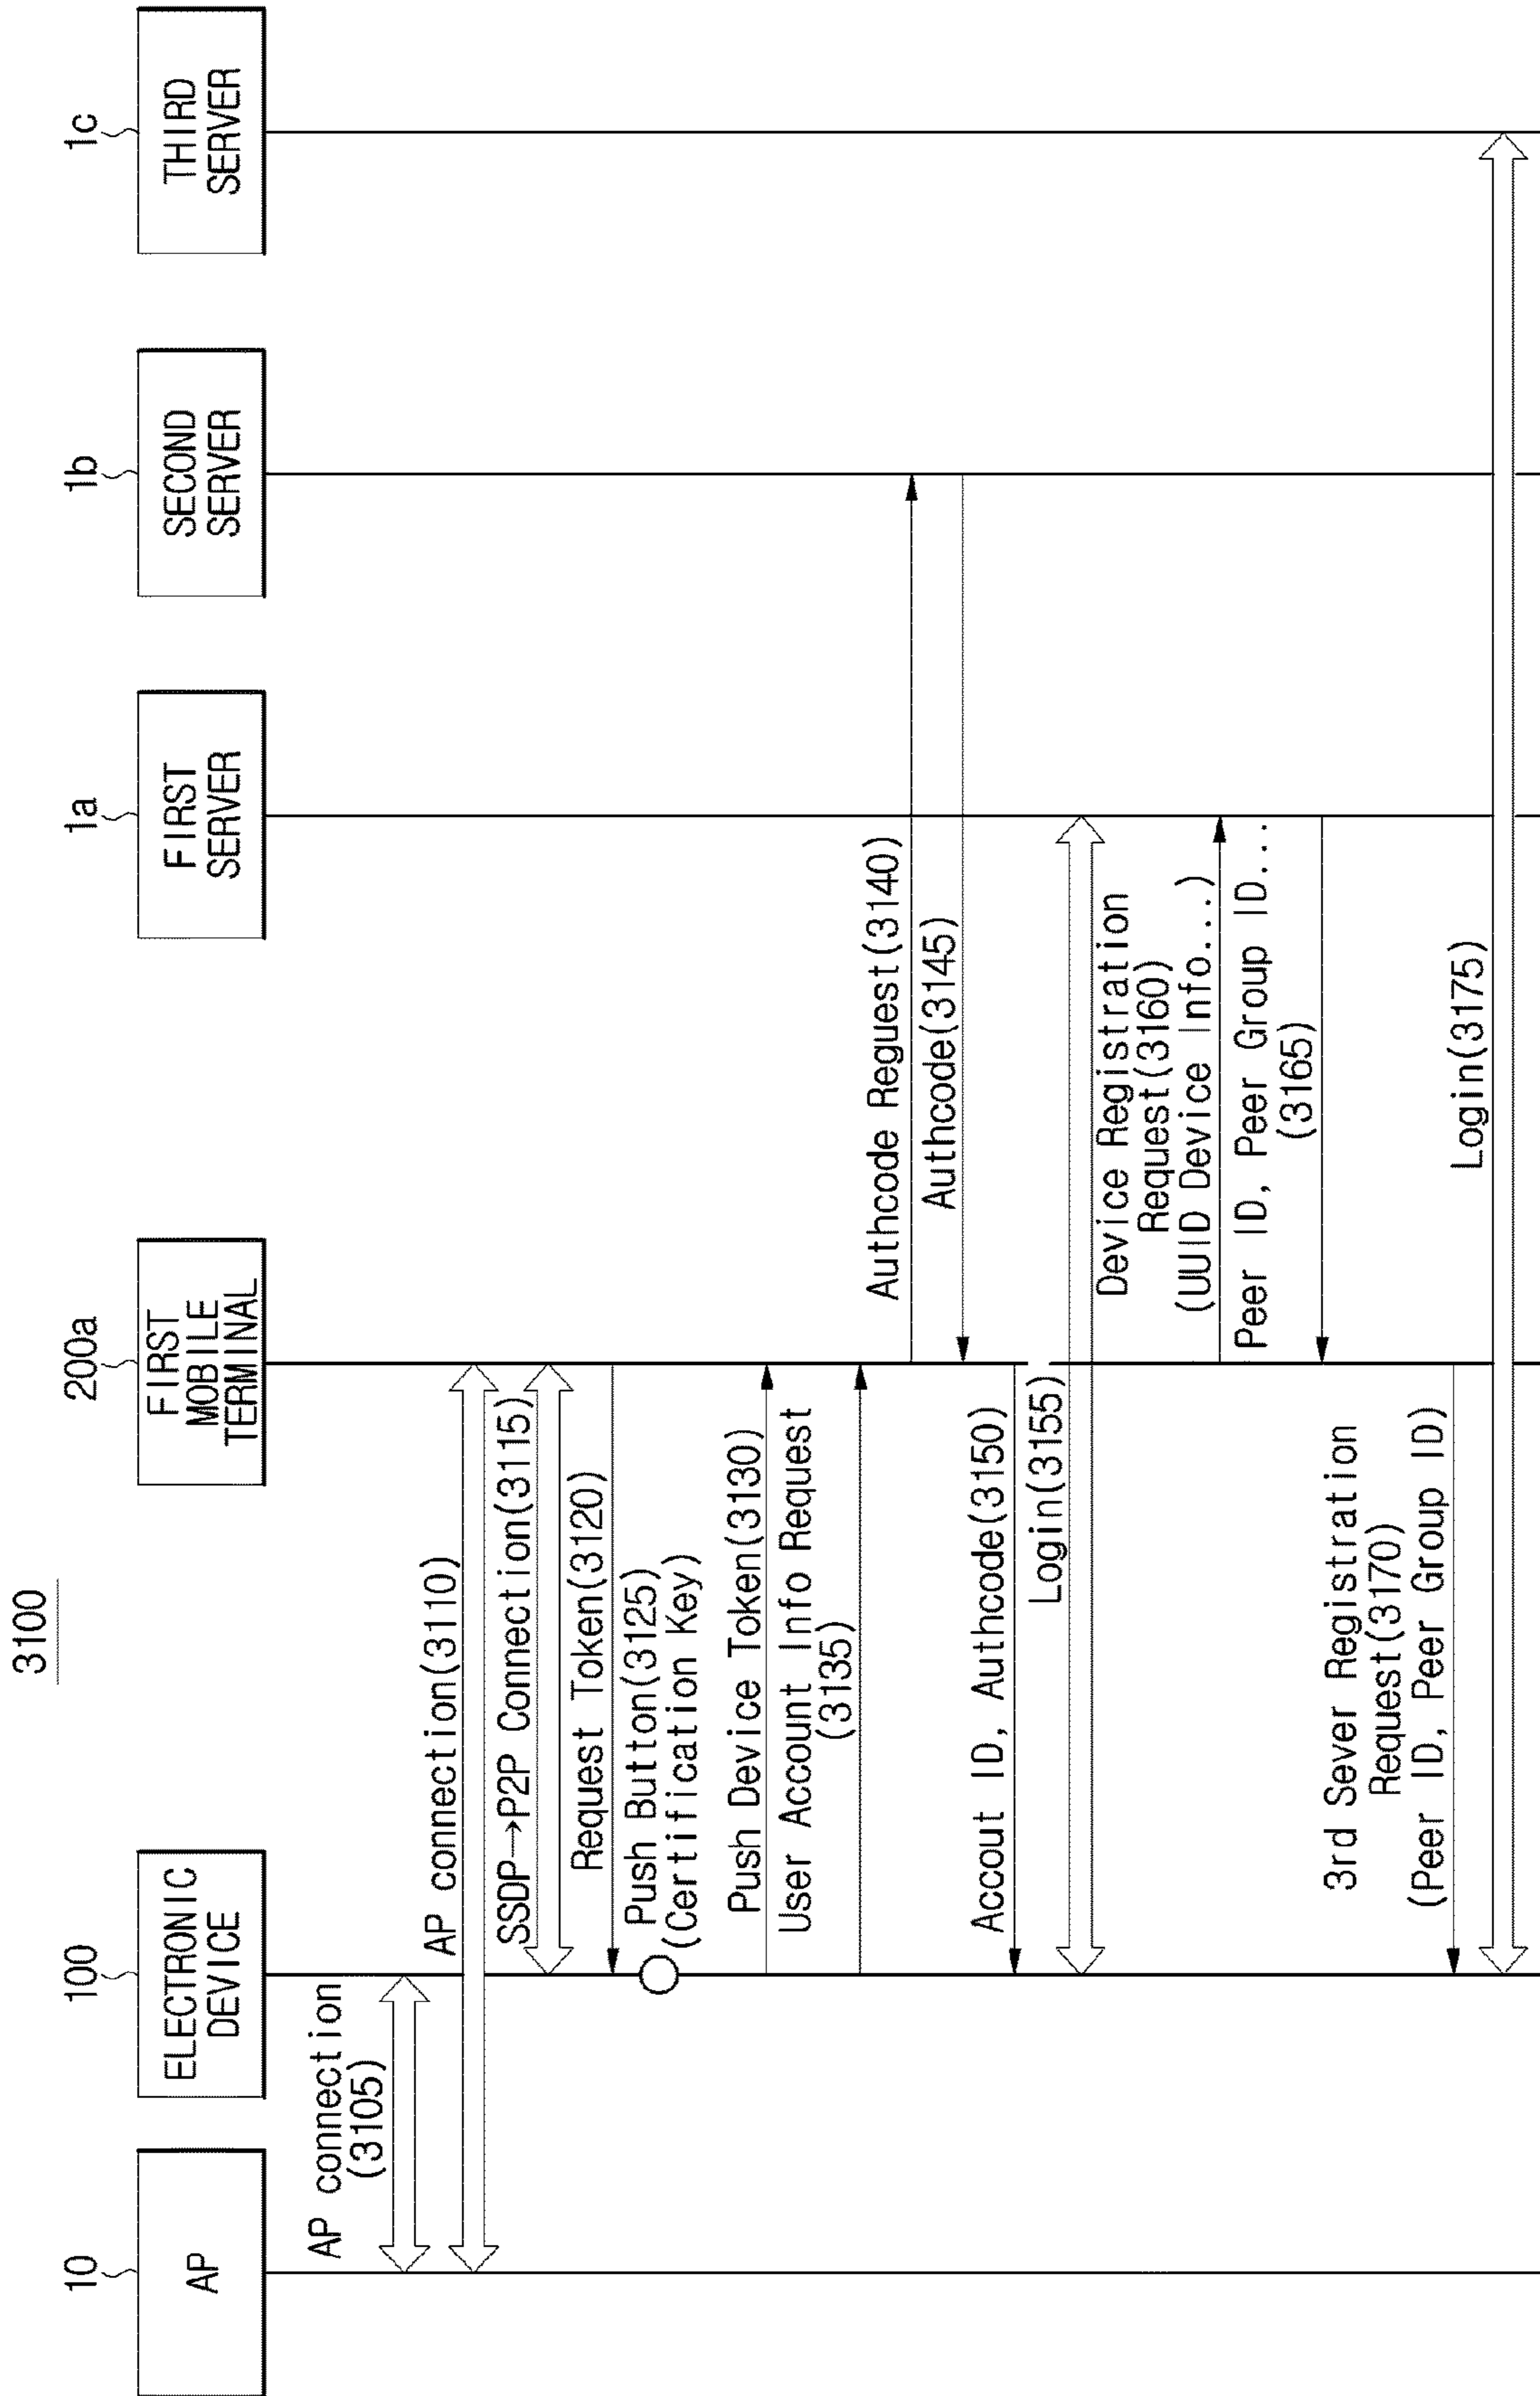 3100
10
AP
100
ELECTRONIC
DEVICE
200a
FIRST
MOBILE
TERMINAL
1a
FIRST
SERVER
1b
SECOND
SERVER
1c
THIRD
SERVER
AP connection
(3105)
AP connection(3110)
SSDP→P2P Connection(3115)
Request Token(3120)
Push Button(3125)
(Certification Key)
Push Device Token(3130)
User Account Info Request
(3135)
Authcode Reguest(3140)
Authcode(3145)
Accout ID, Authcode(3150)
Login(3155)
Device Registration
Request(3160)
(UUID Device Info...)
Peer ID, Peer Group ID...
(3165)
3rd Sever Registration
Request(3170)
(Peer ID, Peer Group ID)
Login(3175)